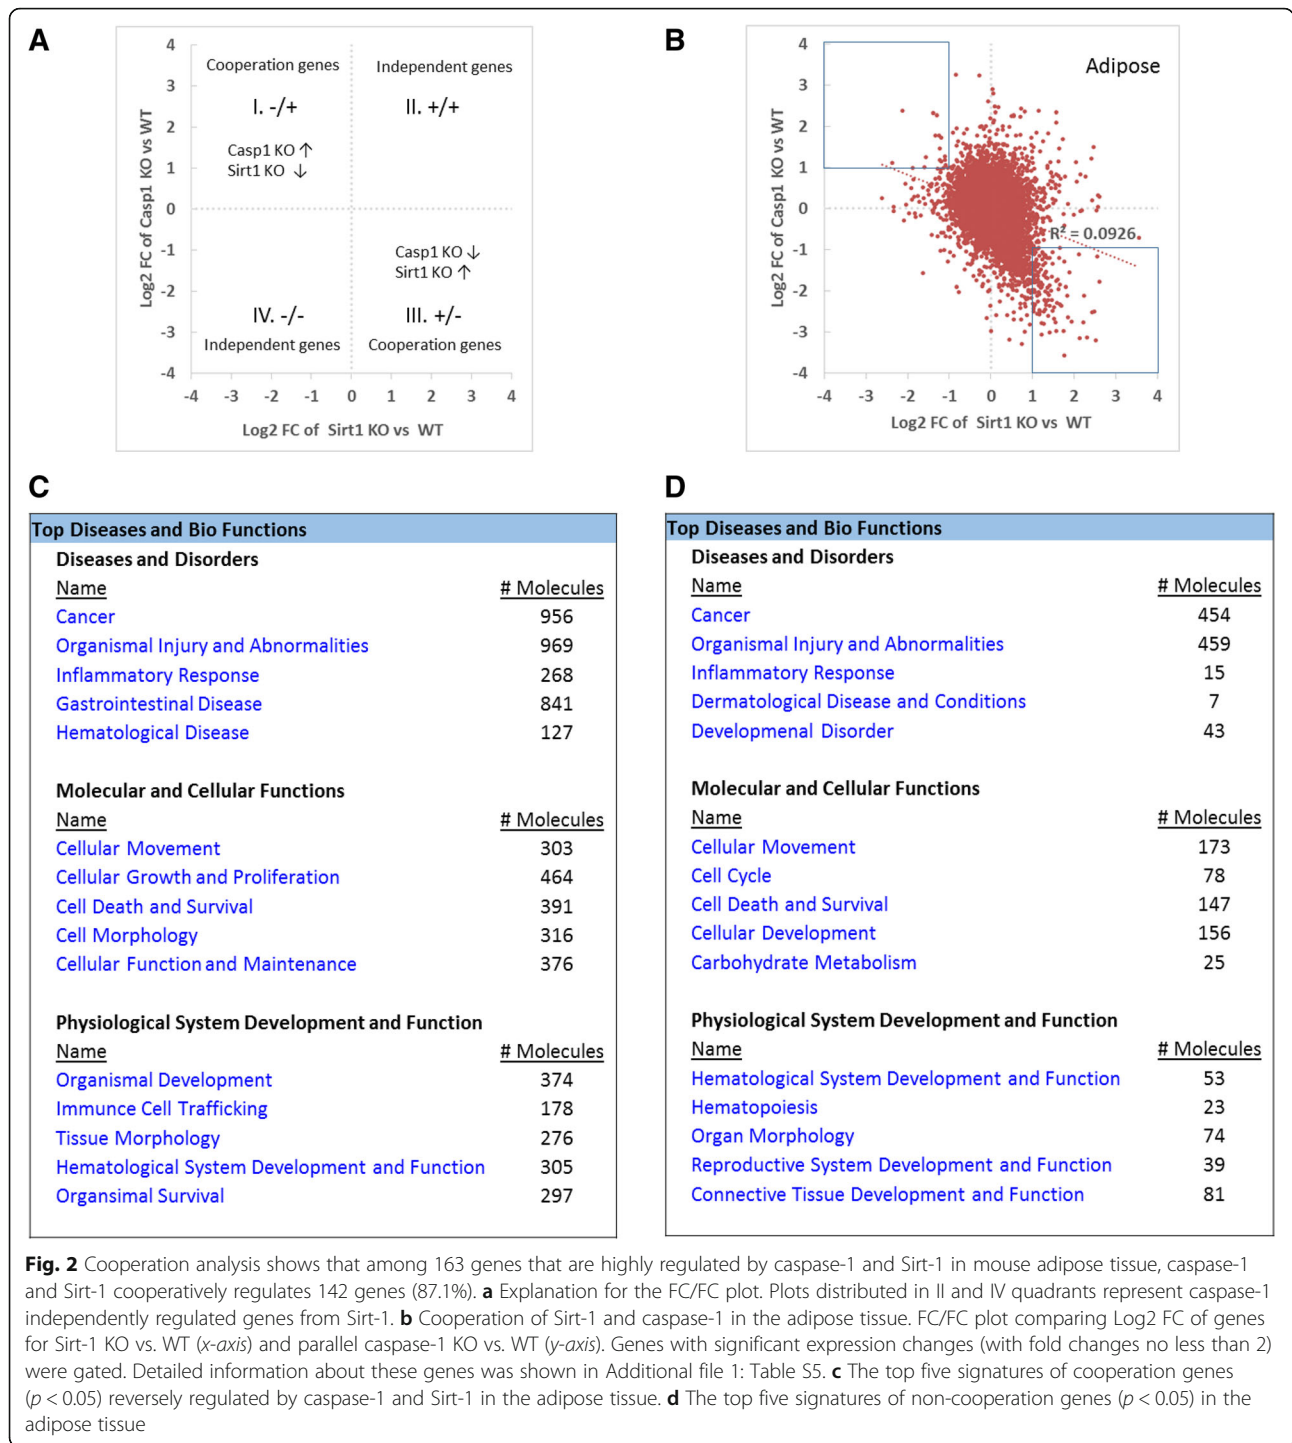 A
4
3
2
1
0
-1
-2
-3
-4
Log2 FC of Casp1 KO vs WT
Cooperation genes
Independent genes
I. -/+
II. +/+
Casp1 KO ↑
Sirt1 KO ↓
Casp1 KO ↓
Sirt1 KO ↑
IV. -/-
III. +/-
Independent genes
Cooperation genes
-4 -3 -2 -1 0 1 2 3 4
Log2 FC of Sirt1 KO vs WT
B
4
3
2
1
0
-1
-2
-3
-4
Log2 FC of Casp1 KO vs WT
Adipose
R² = 0.0926
-4 -3 -2 -1 0 1 2 3 4
Log2 FC of Sirt1 KO vs WT
C
Top Diseases and Bio Functions
Diseases and Disorders
Name # Molecules
Cancer 956
Organismal Injury and Abnormalities 969
Inflammatory Response 268
Gastrointestinal Disease 841
Hematological Disease 127
Molecular and Cellular Functions
Name # Molecules
Cellular Movement 303
Cellular Growth and Proliferation 464
Cell Death and Survival 391
Cell Morphology 316
Cellular Function and Maintenance 376
Physiological System Development and Function
Name # Molecules
Organismal Development 374
Immunce Cell Trafficking 178
Tissue Morphology 276
Hematological System Development and Function 305
Organsimal Survival 297
D
Top Diseases and Bio Functions
Diseases and Disorders
Name # Molecules
Cancer 454
Organismal Injury and Abnormalities 459
Inflammatory Response 15
Dermatological Disease and Conditions 7
Developmenal Disorder 43
Molecular and Cellular Functions
Name # Molecules
Cellular Movement 173
Cell Cycle 78
Cell Death and Survival 147
Cellular Development 156
Carbohydrate Metabolism 25
Physiological System Development and Function
Name # Molecules
Hematological System Development and Function 53
Hematopoiesis 23
Organ Morphology 74
Reproductive System Development and Function 39
Connective Tissue Development and Function 81
Fig. 2 Cooperation analysis shows that among 163 genes that are highly regulated by caspase-1 and Sirt-1 in mouse adipose tissue, caspase-1
and Sirt-1 cooperatively regulates 142 genes (87.1%). a Explanation for the FC/FC plot. Plots distributed in II and IV quadrants represent caspase-1
independently regulated genes from Sirt-1. b Cooperation of Sirt-1 and caspase-1 in the adipose tissue. FC/FC plot comparing Log2 FC of genes
for Sirt-1 KO vs. WT (x-axis) and parallel caspase-1 KO vs. WT (y-axis). Genes with significant expression changes (with fold changes no less than 2)
were gated. Detailed information about these genes was shown in Additional file 1: Table S5. c The top five signatures of cooperation genes
(p < 0.05) reversely regulated by caspase-1 and Sirt-1 in the adipose tissue. d The top five signatures of non-cooperation genes (p < 0.05) in the
adipose tissue